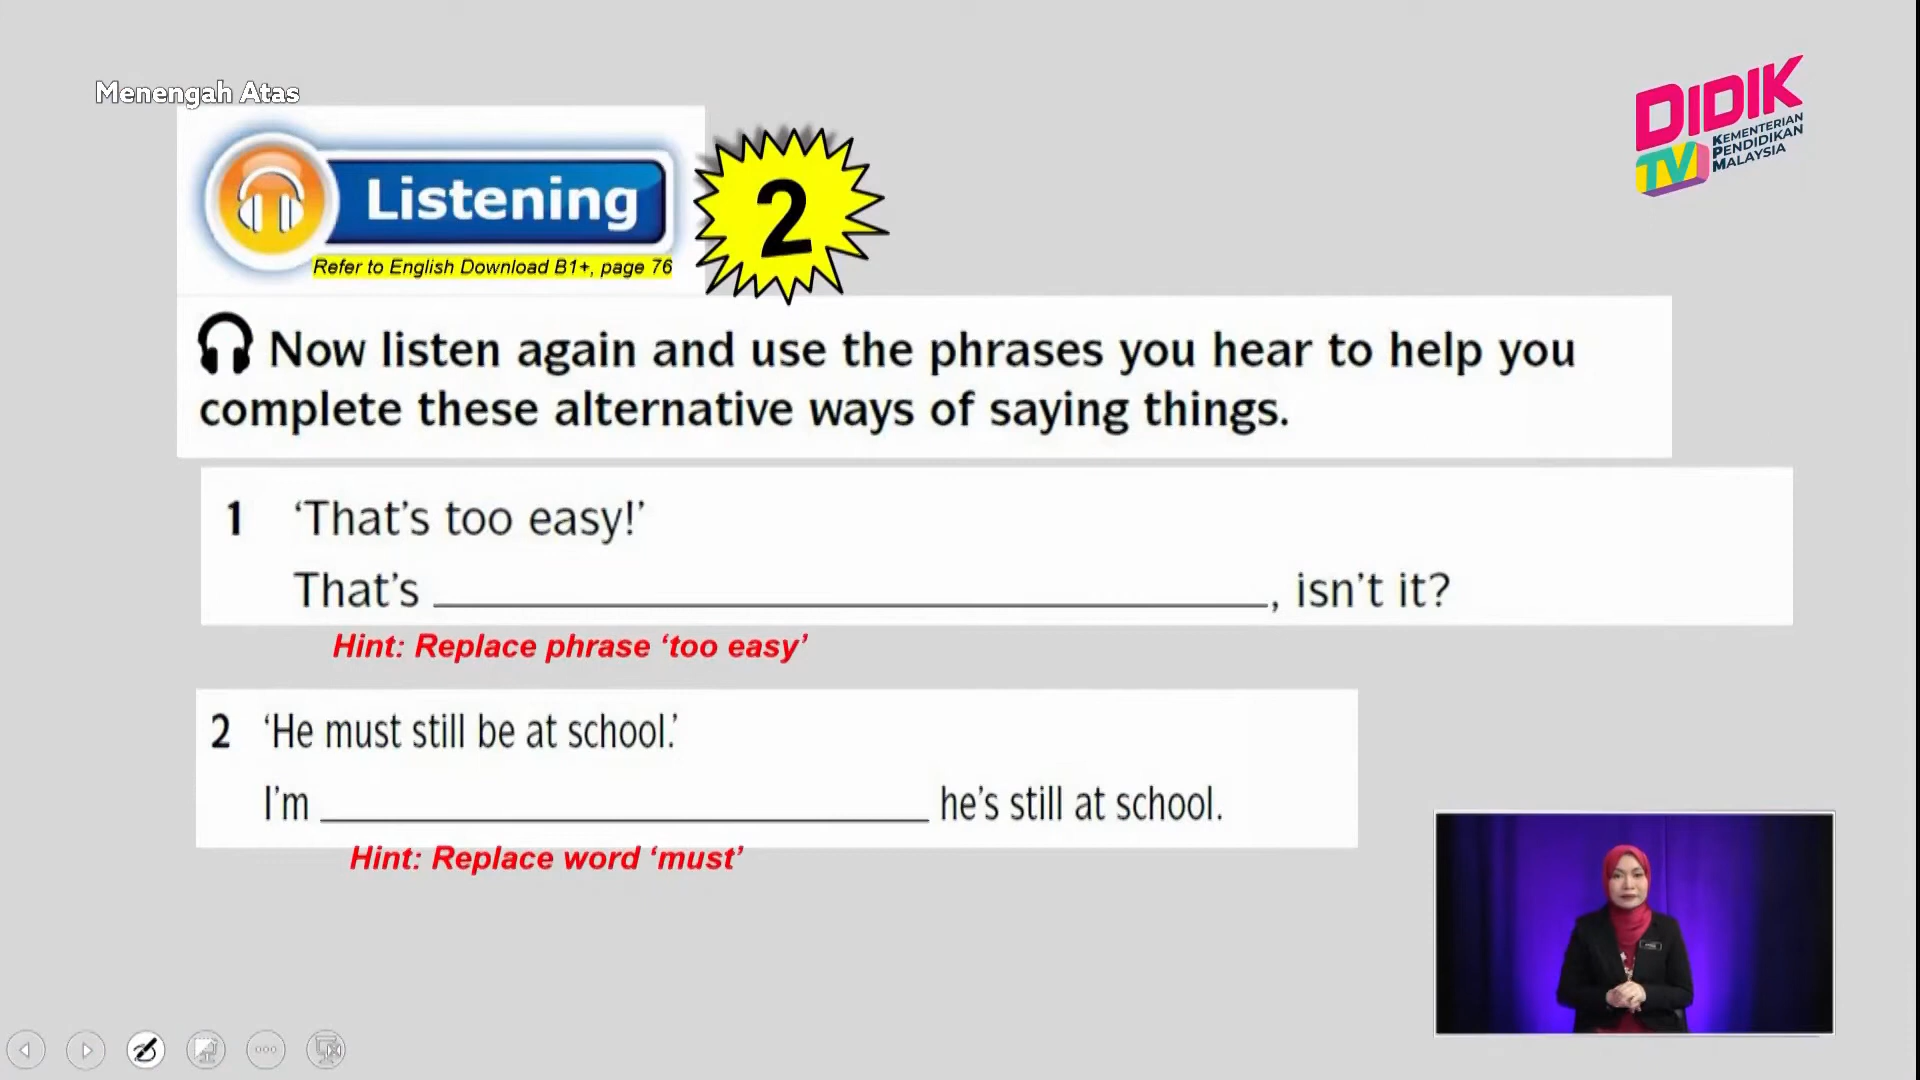 Menengah Atas
DIDIK
TV
KEMENTERIAN
PENDIDIKAN
MALAYSIA
Listening
2
Refer to English Download B1+, page 76
Now listen again and use the phrases you hear to help you
complete these alternative ways of saying things.
1 ‘That’s too easy!’
That’s ______________________________, isn’t it?
Hint: Replace phrase ‘too easy’
2 ‘He must still be at school.’
I’m ______________________________ he’s still at school.
Hint: Replace word ‘must’